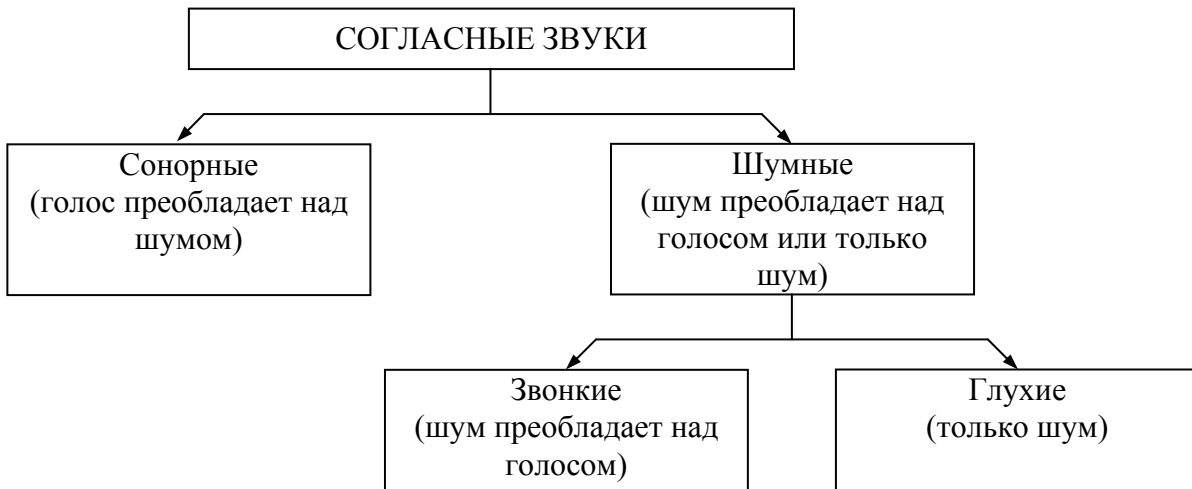 СОГЛАСНЫЕ ЗВУКИ
Сонорные
(голос преобладает над
шумом)
Шумные
(шум преобладает над
голосом или только
шум)
Звонкие
(шум преобладает над
голосом)
Глухие
(только шум)